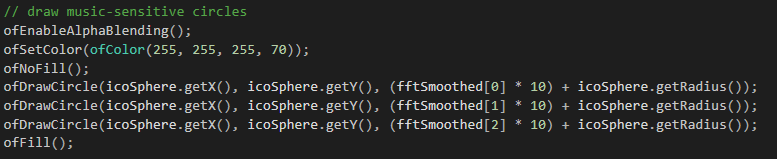 // draw music-sensitive circles
ofEnableAlphaBlending();
ofSetColor(ofColor(255, 255, 255, 70));
ofNoFill();
ofDrawCircle(icoSphere.getX(), icoSphere.getY(), (fftSmoothed[0] * 10) + icoSphere.getRadius());
ofDrawCircle(icoSphere.getX(), icoSphere.getY(), (fftSmoothed[1] * 10) + icoSphere.getRadius());
ofDrawCircle(icoSphere.getX(), icoSphere.getY(), (fftSmoothed[2] * 10) + icoSphere.getRadius());
ofFill();